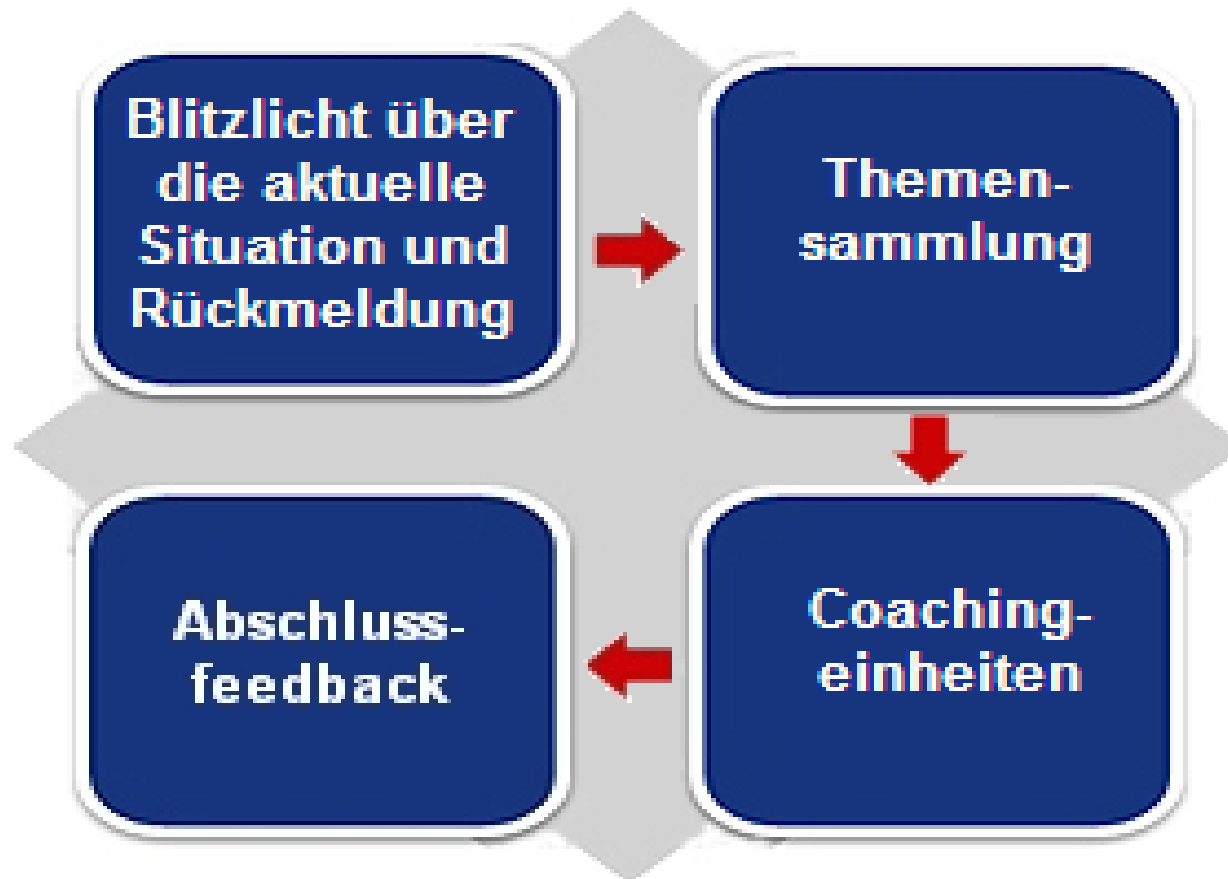 Blitzlicht über
die aktuelle
Situation und
Rückmeldung
Themen-
sammlung
Coaching-
einheiten
Abschluss-
feedback